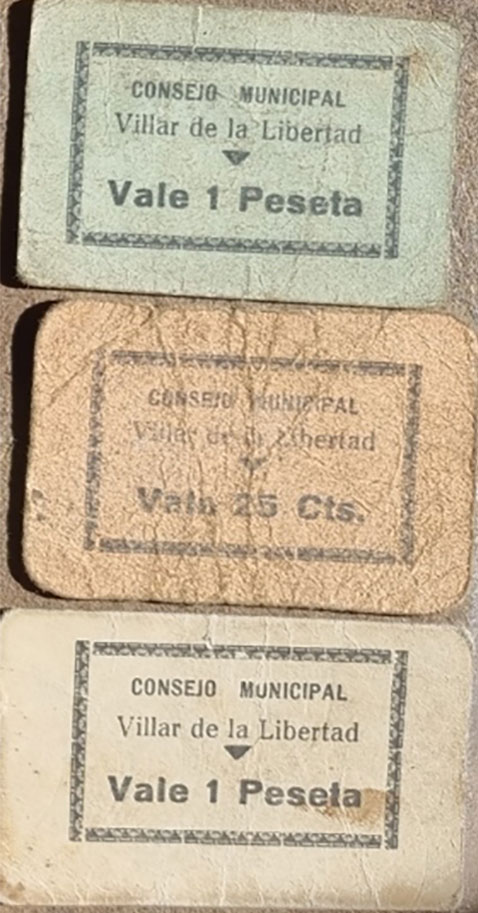 CONSEJO MUNICIPAL
Villar de la Libertad
Vale 1 Peseta
CONSEJO MUNICIPAL
Villar de la Libertad
Vale 25 Cts.
CONSEJO MUNICIPAL
Villar de la Libertad
Vale 1 Peseta